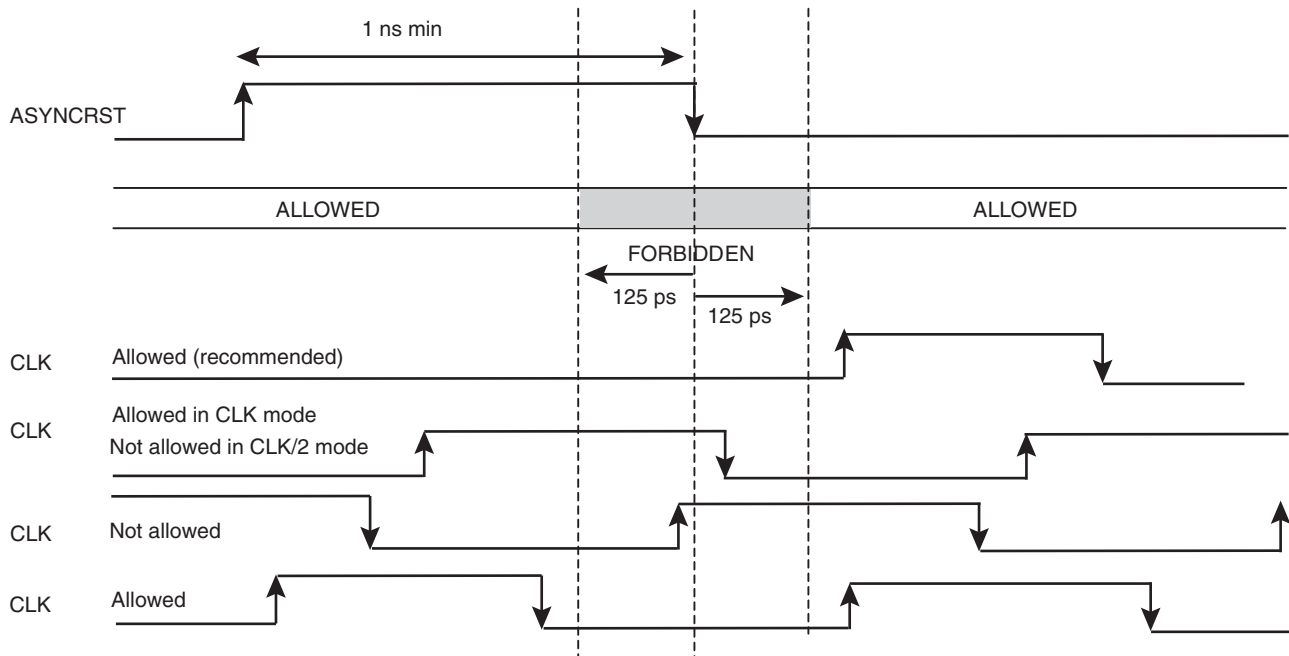 1 ns min
ASYNCRST
ALLOWED
ALLOWED
FORBIDDEN
125 ps
125 ps
CLK
Allowed (recommended)
CLK
Allowed in CLK mode
Not allowed in CLK/2 mode
CLK
Not allowed
CLK
Allowed